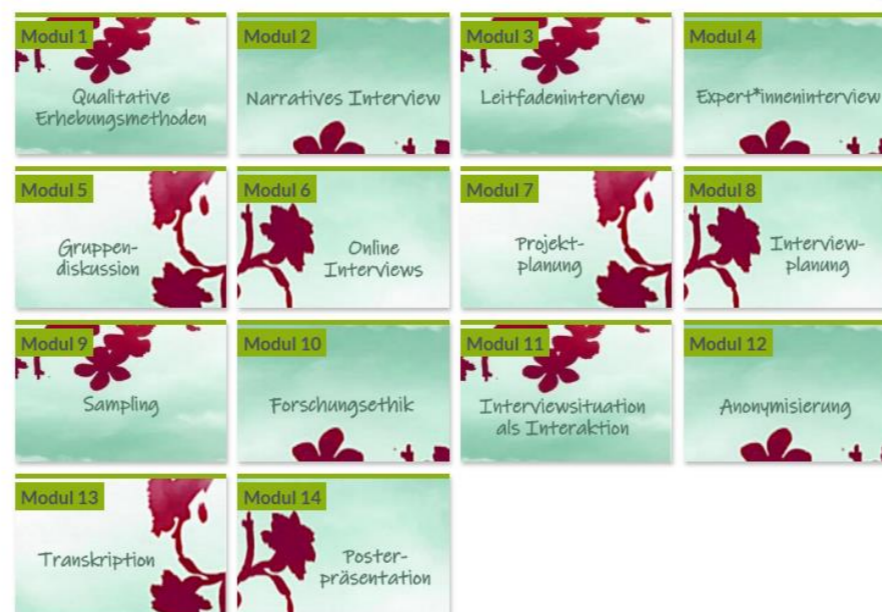 Modul 1
Qualitative
Erhebungsmethoden
Modul 2
Narratives Interview
Modul 3
Leitfadeninterview
Modul 4
Expert*inneninterview
Modul 5
Gruppen-
diskussion
Modul 6
Online
Interviews
Modul 7
Projekt-
planung
Modul 8
Interview-
planung
Modul 9
Sampling
Modul 10
Forschungsethik
Modul 11
Interviewsituation
als Interaktion
Modul 12
Anonymisierung
Modul 13
Transkription
Modul 14
Poster-
präsentation